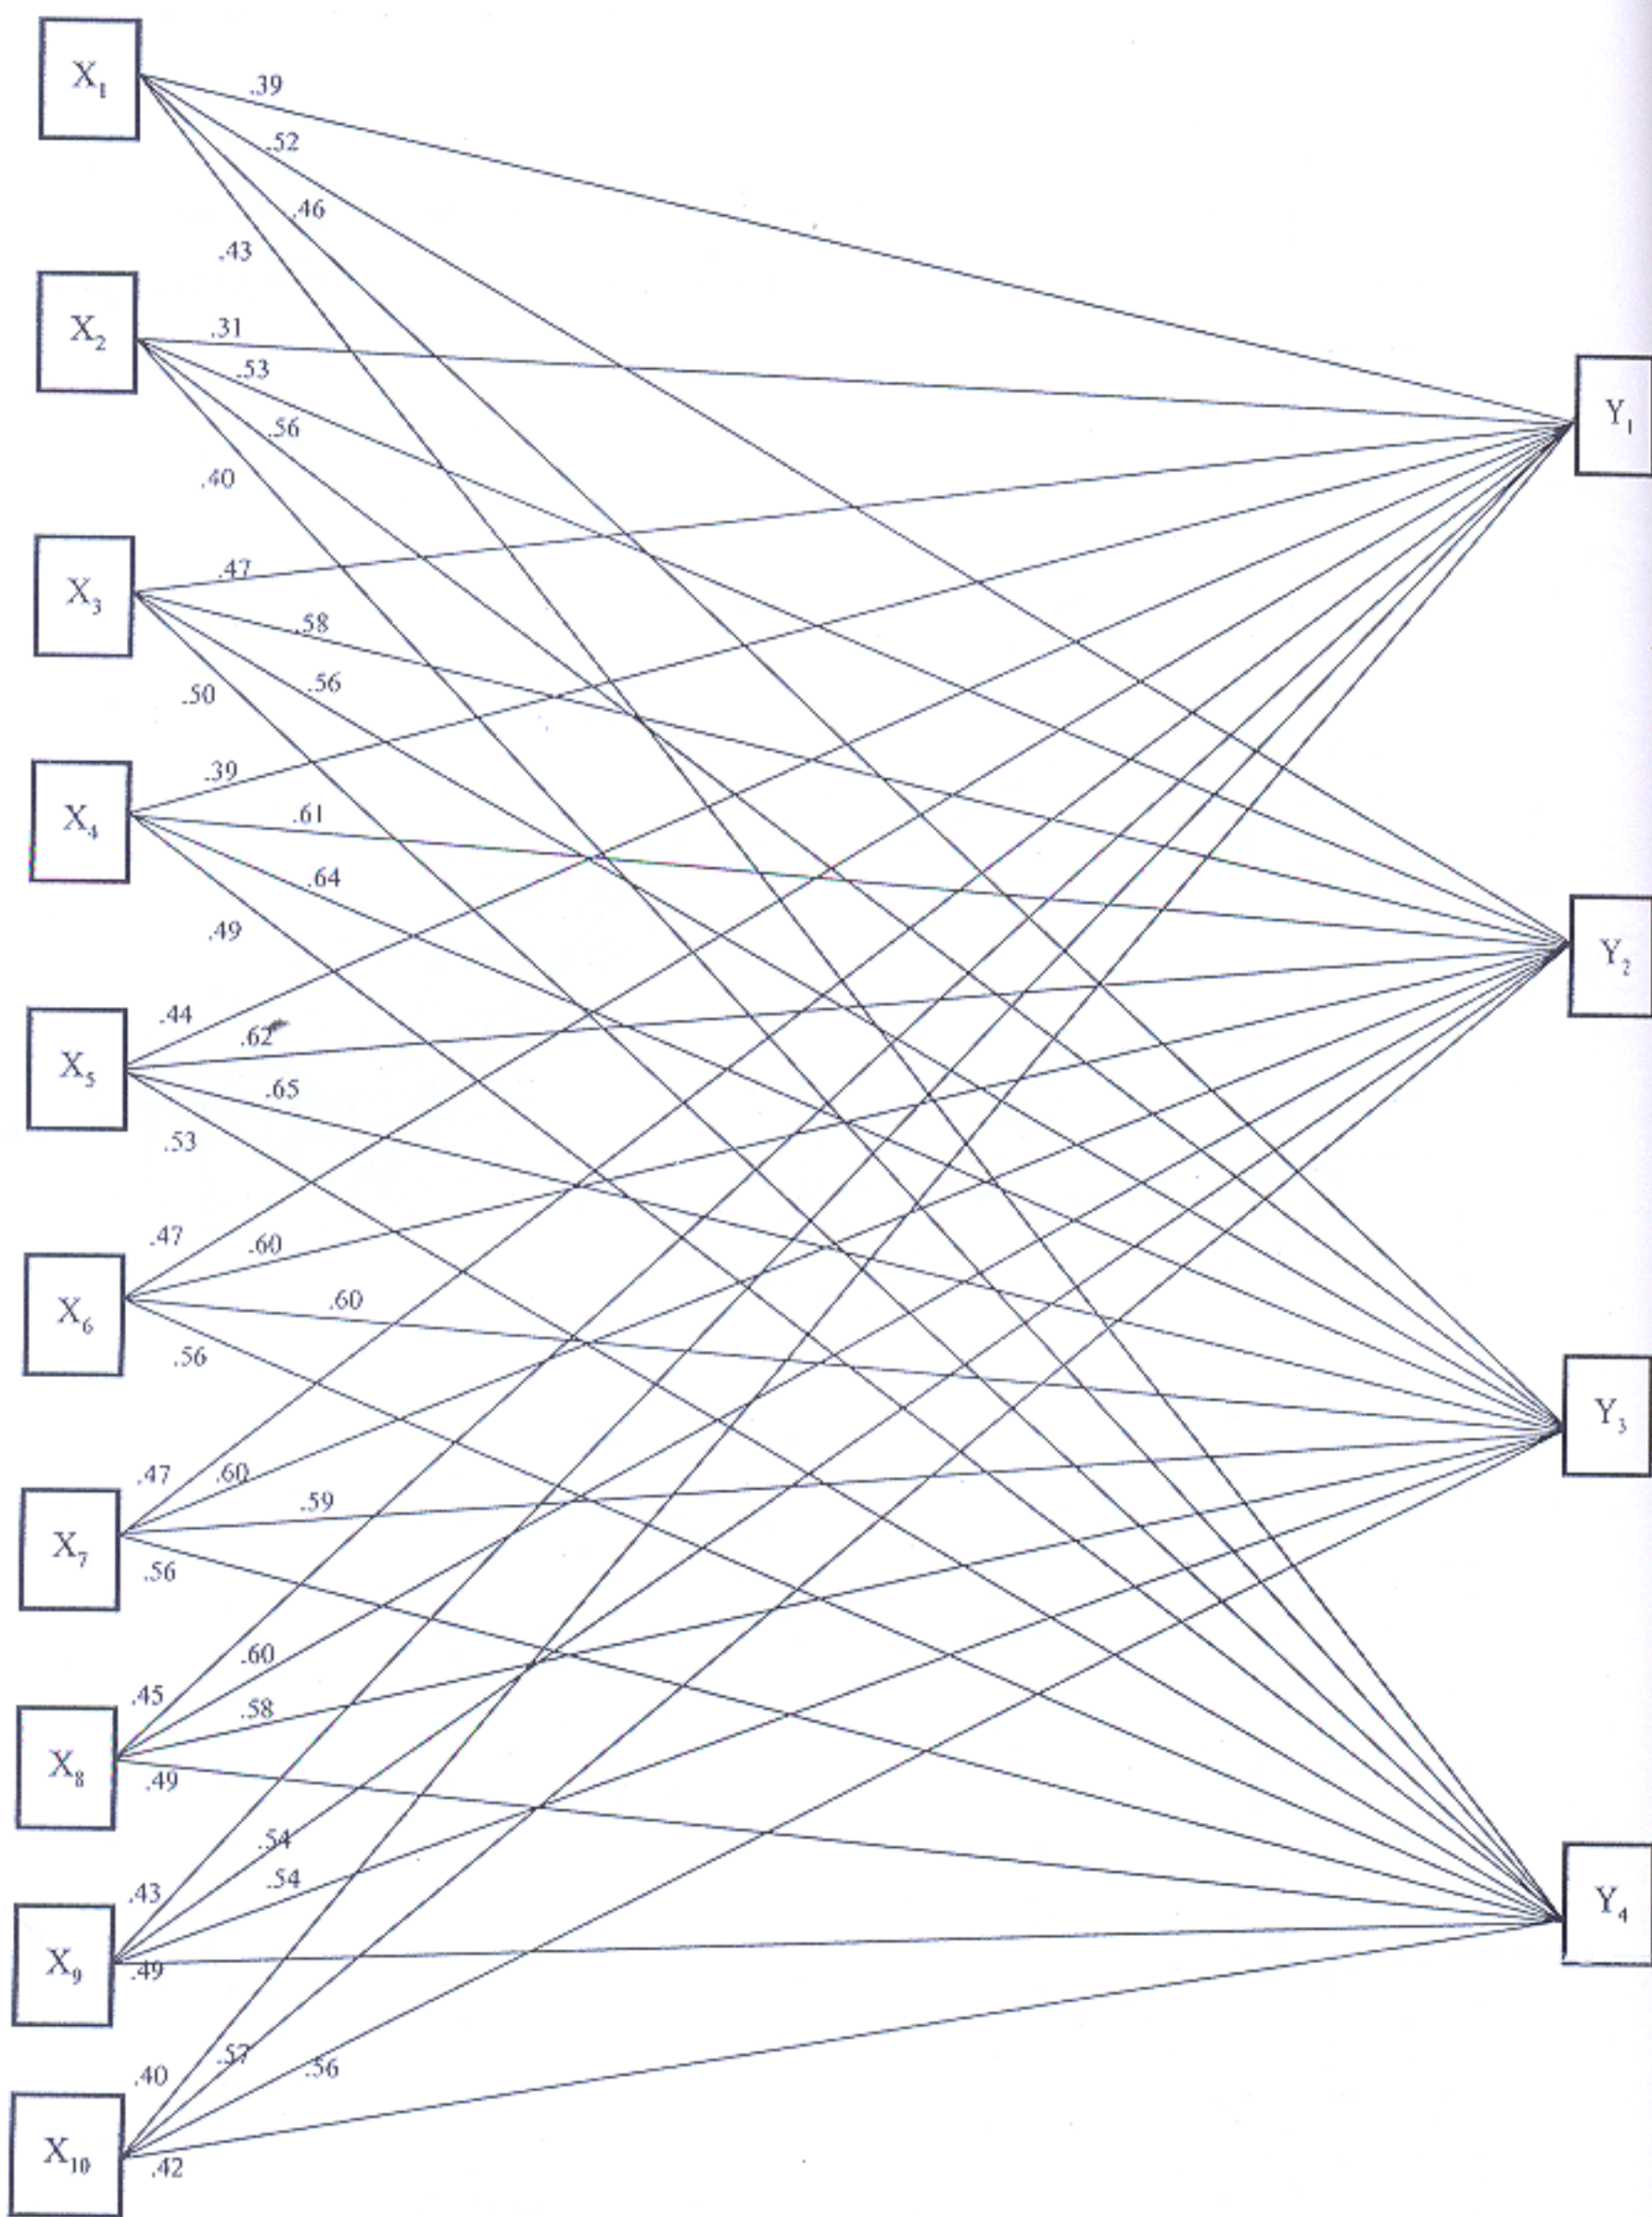 X₁
.39
.52
.46
.43
X₂
.31
.53
.56
.40
Y₁
X₃
.47
.58
.56
.50
X₄
.39
.61
.64
.49
Y₂
X₅
.44
.62
.65
.53
X₆
.47
.60
.60
.56
Y₃
X₇
.47
.60
.59
.56
X₈
.45
.60
.58
.49
Y₄
X₉
.43
.54
.54
.49
X₁₀
.40
.57
.56
.42